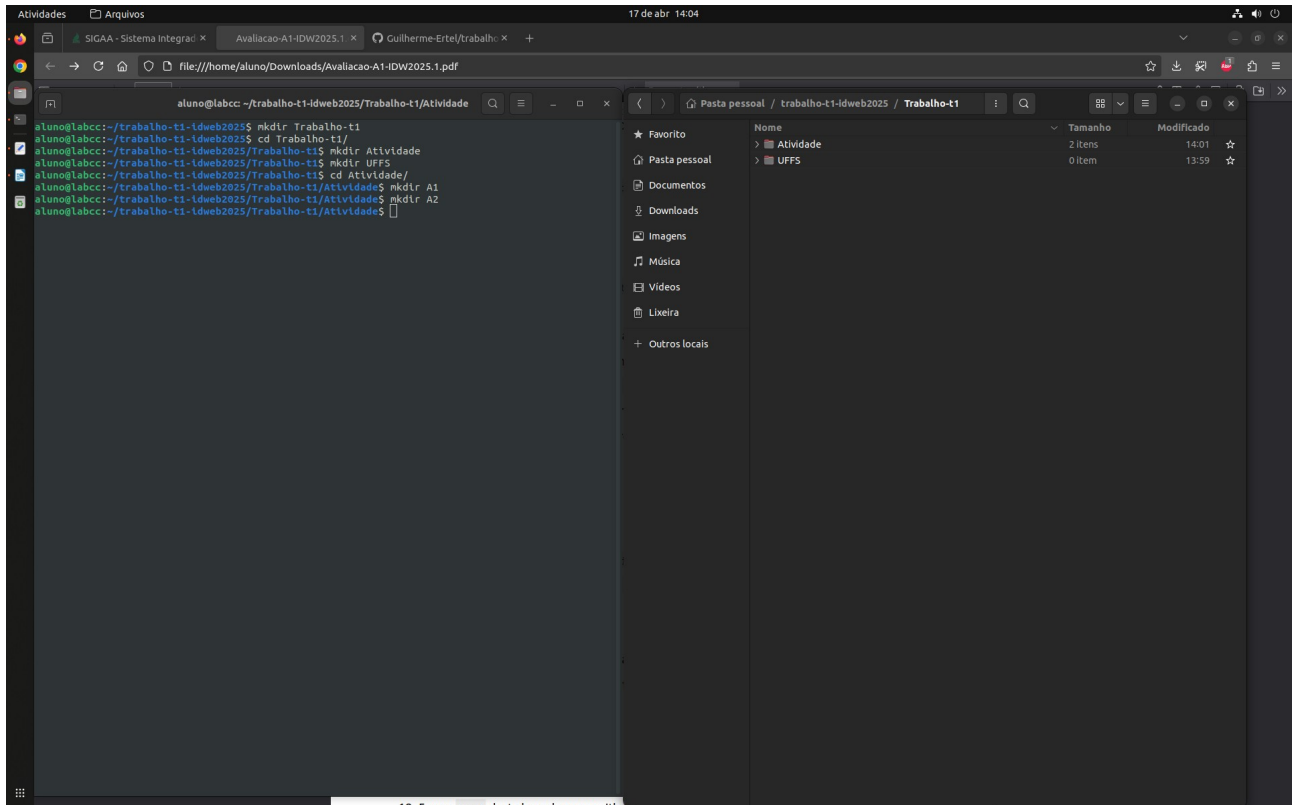 Atividades Arquivos 17 de abr 14:04
SIGAA - Sistema Integrad Avaliacao-A1-IDW2025.1. Guilherme-Ertel/trabalho
file:///home/aluno/Downloads/Avaliacao-A1-IDW2025.1.pdf
aluno@labcc: ~/trabalho-t1-idweb2025/Trabalho-t1/Atividade
aluno@labcc:~/trabalho-t1-idweb2025$ mkdir Trabalho-t1
aluno@labcc:~/trabalho-t1-idweb2025$ cd Trabalho-t1/
aluno@labcc:~/trabalho-t1-idweb2025/Trabalho-t1$ mkdir Atividade
aluno@labcc:~/trabalho-t1-idweb2025/Trabalho-t1$ mkdir UFFS
aluno@labcc:~/trabalho-t1-idweb2025/Trabalho-t1$ cd Atividade/
aluno@labcc:~/trabalho-t1-idweb2025/Trabalho-t1/Atividade$ mkdir A1
aluno@labcc:~/trabalho-t1-idweb2025/Trabalho-t1/Atividade$ mkdir A2
aluno@labcc:~/trabalho-t1-idweb2025/Trabalho-t1/Atividade$
Pasta pessoal / trabalho-t1-idweb2025 / Trabalho-t1
Favorito
Pasta pessoal
Documentos
Downloads
Imagens
Música
Vídeos
Lixeira
+ Outros locais
Nome Tamanho Modificado
Atividade 2 itens 14:01
UFFS 0 item 13:59